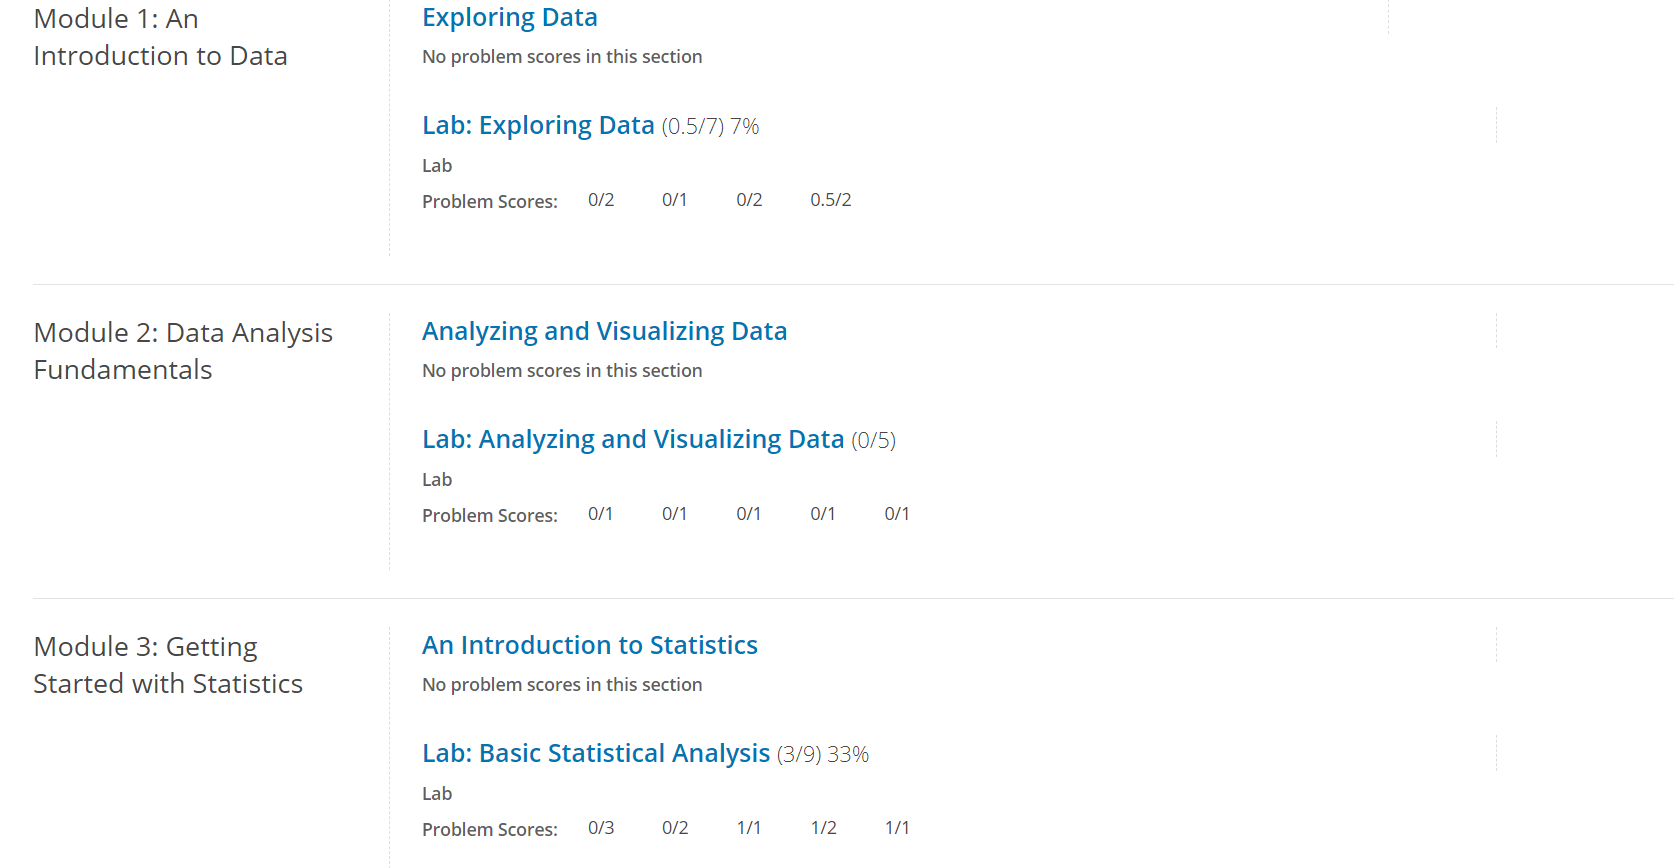 Module 1: An
Introduction to Data
Exploring Data
No problem scores in this section
Lab: Exploring Data (0.5/7) 7%
Lab
Problem Scores: 0/2 0/1 0/2 0.5/2
Module 2: Data Analysis
Fundamentals
Analyzing and Visualizing Data
No problem scores in this section
Lab: Analyzing and Visualizing Data (0/5)
Lab
Problem Scores: 0/1 0/1 0/1 0/1 0/1
Module 3: Getting
Started with Statistics
An Introduction to Statistics
No problem scores in this section
Lab: Basic Statistical Analysis (3/9) 33%
Lab
Problem Scores: 0/3 0/2 1/1 1/2 1/1